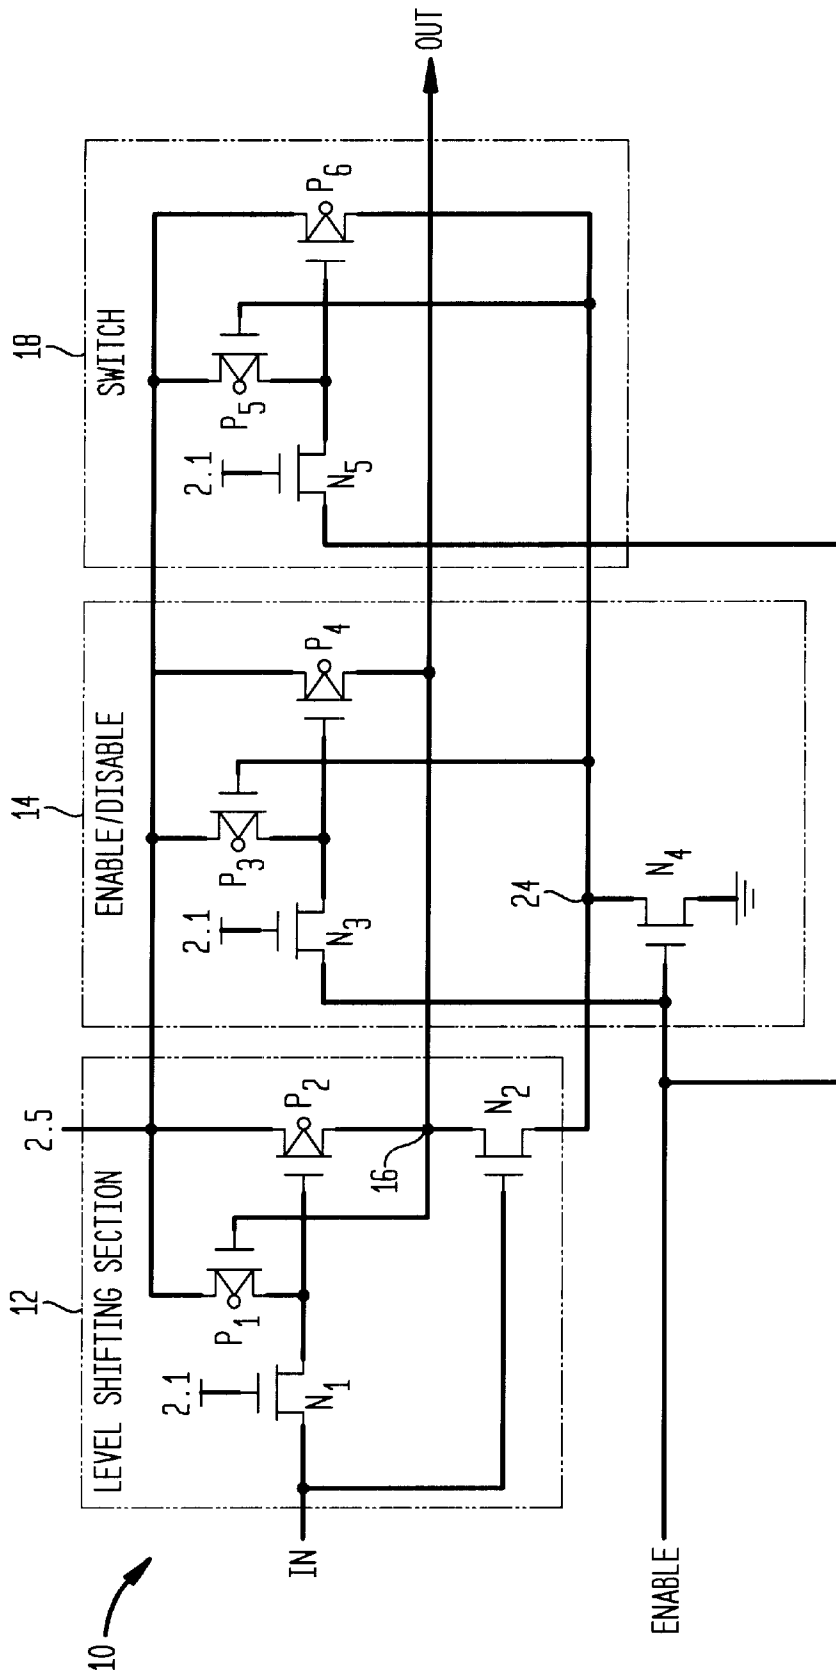 10
12
LEVEL SHIFTING SECTION
2.5
2.1
P1
P2
N1
N2
16
IN
14
ENABLE/DISABLE
2.1
P3
P4
N3
24
N4
ENABLE
18
SWITCH
2.1
P5
P6
N5
OUT